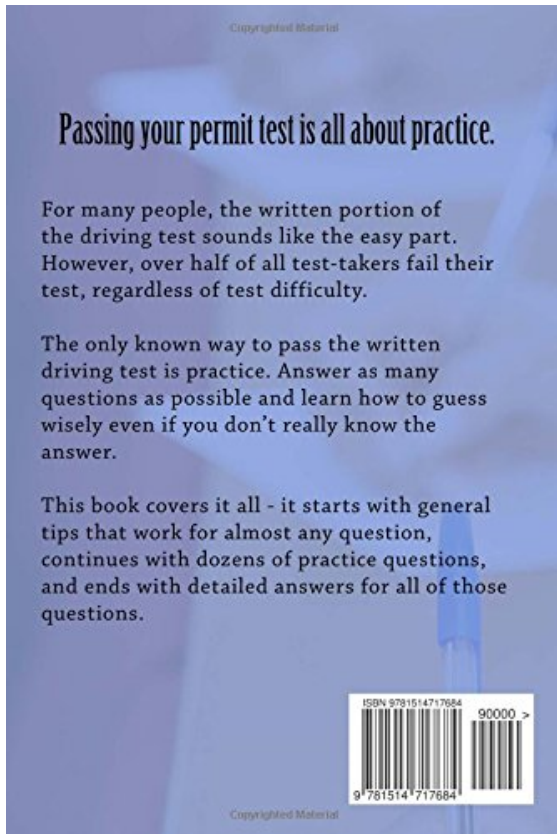 Copyrighted Material
Passing your permit test is all about practice.
For many people, the written portion of
the driving test sounds like the easy part.
However, over half of all test-takers fail their
test, regardless of test difficulty.
The only known way to pass the written
driving test is practice. Answer as many
questions as possible and learn how to guess
wisely even if you don't really know the
answer.
This book covers it all - it starts with general
tips that work for almost any question,
continues with dozens of practice questions,
and ends with detailed answers for all of those
questions.
ISBN 9781514717684
90000 >
9 781514 717684
Copyrighted Material